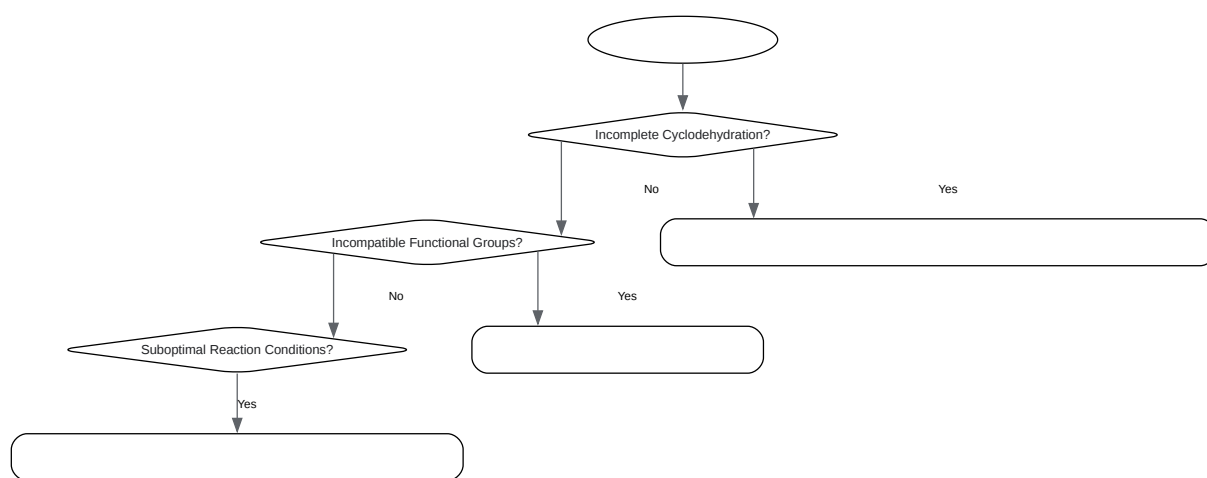 Incomplete Cyclodehydration?
No
Yes
Incompatible Functional Groups?
No
Yes
Suboptimal Reaction Conditions?
Yes